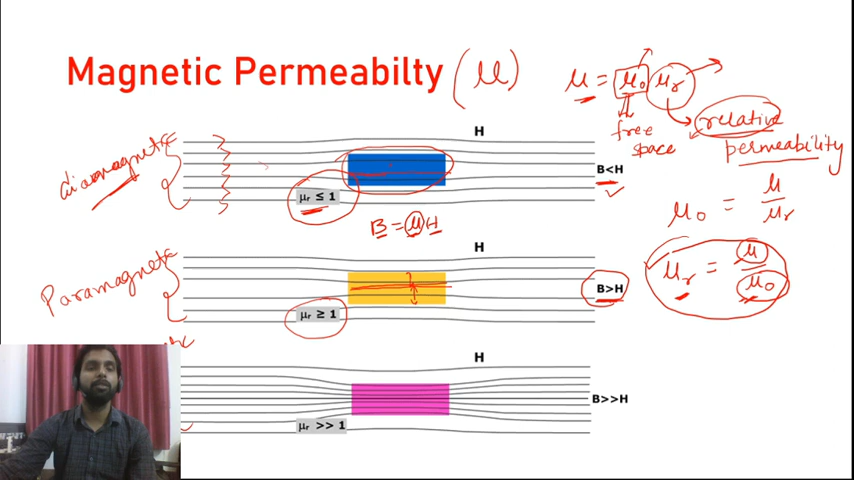 Magnetic Permeabilty (μ)
μ = μ₀ μᵣ
relative
permeability
free
space
H
diamagnetic
B<H
μᵣ ≤ 1
B = μ H
μ₀ = μ / μᵣ
H
Paramagnetic
B>H
μᵣ = μ / μ₀
μᵣ ≥ 1
H
B>>H
μᵣ >> 1